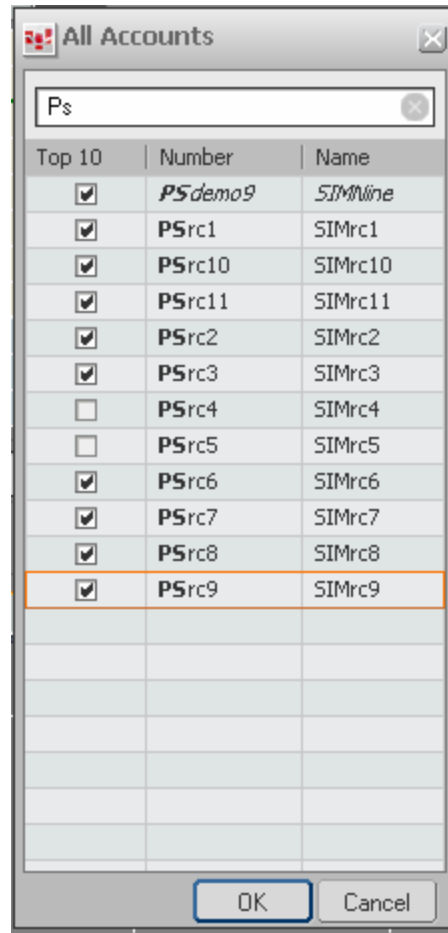 All Accounts
Ps
Top 10 Number Name
PSdemo9 SIMNine
PSrc1 SIMrc1
PSrc10 SIMrc10
PSrc11 SIMrc11
PSrc2 SIMrc2
PSrc3 SIMrc3
PSrc4 SIMrc4
PSrc5 SIMrc5
PSrc6 SIMrc6
PSrc7 SIMrc7
PSrc8 SIMrc8
PSrc9 SIMrc9
OK Cancel